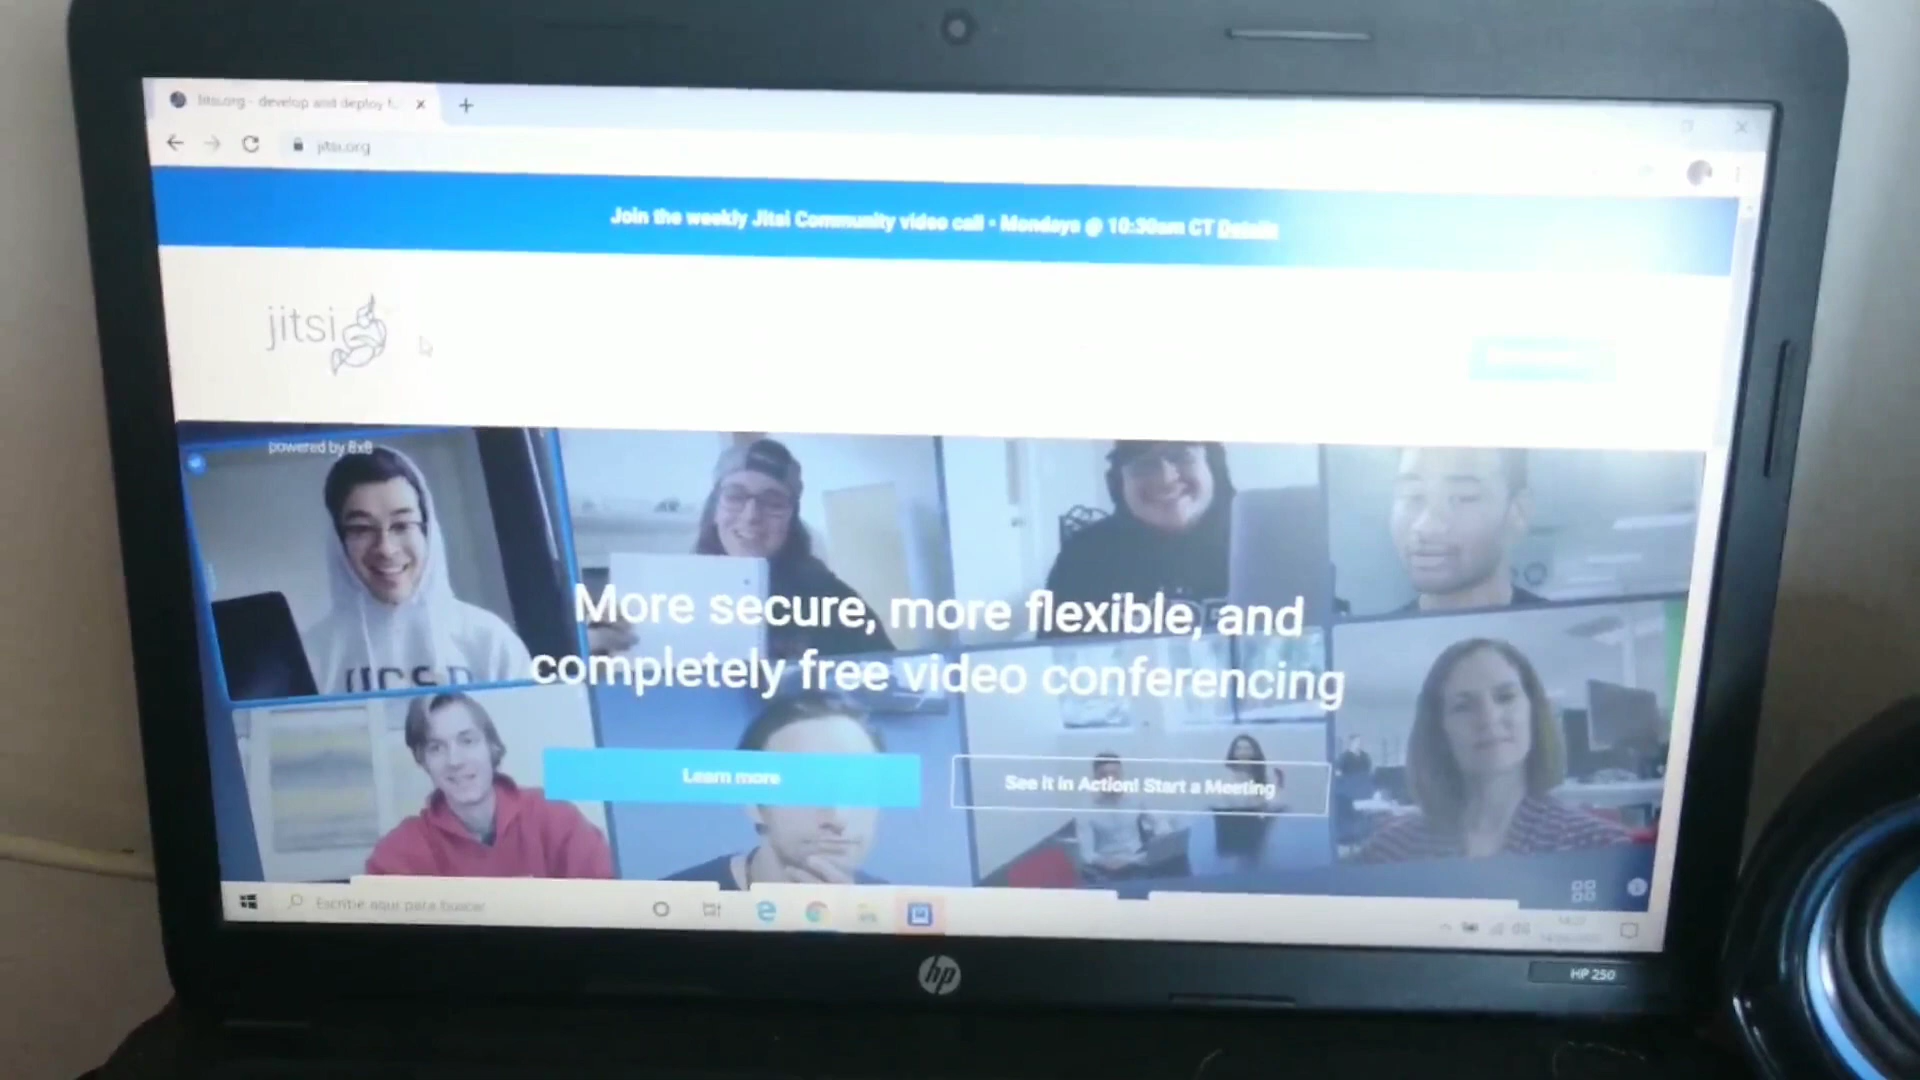 Jitsi.org - develop and deploy f
jitsi.org
Join the weekly Jitsi Community video call • Mondays @ 10:30am CT Details
jitsi
powered by 8x8
UCSD
More secure, more flexible, and
completely free video conferencing
Learn more
See it in Action! Start a Meeting
Escribe aquí para buscar
hp
HP 250